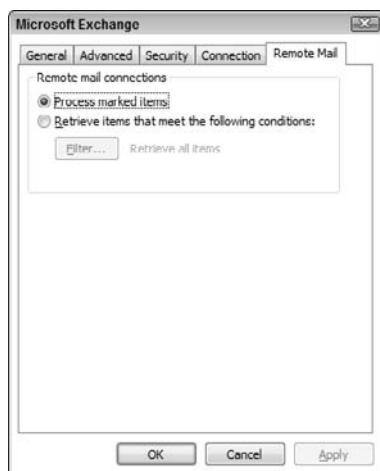 Microsoft Exchange
General Advanced Security Connection Remote Mail
Remote mail connections
Process marked items
Retrieve items that meet the following conditions:
Filter... Retrieve all items
OK Cancel Apply